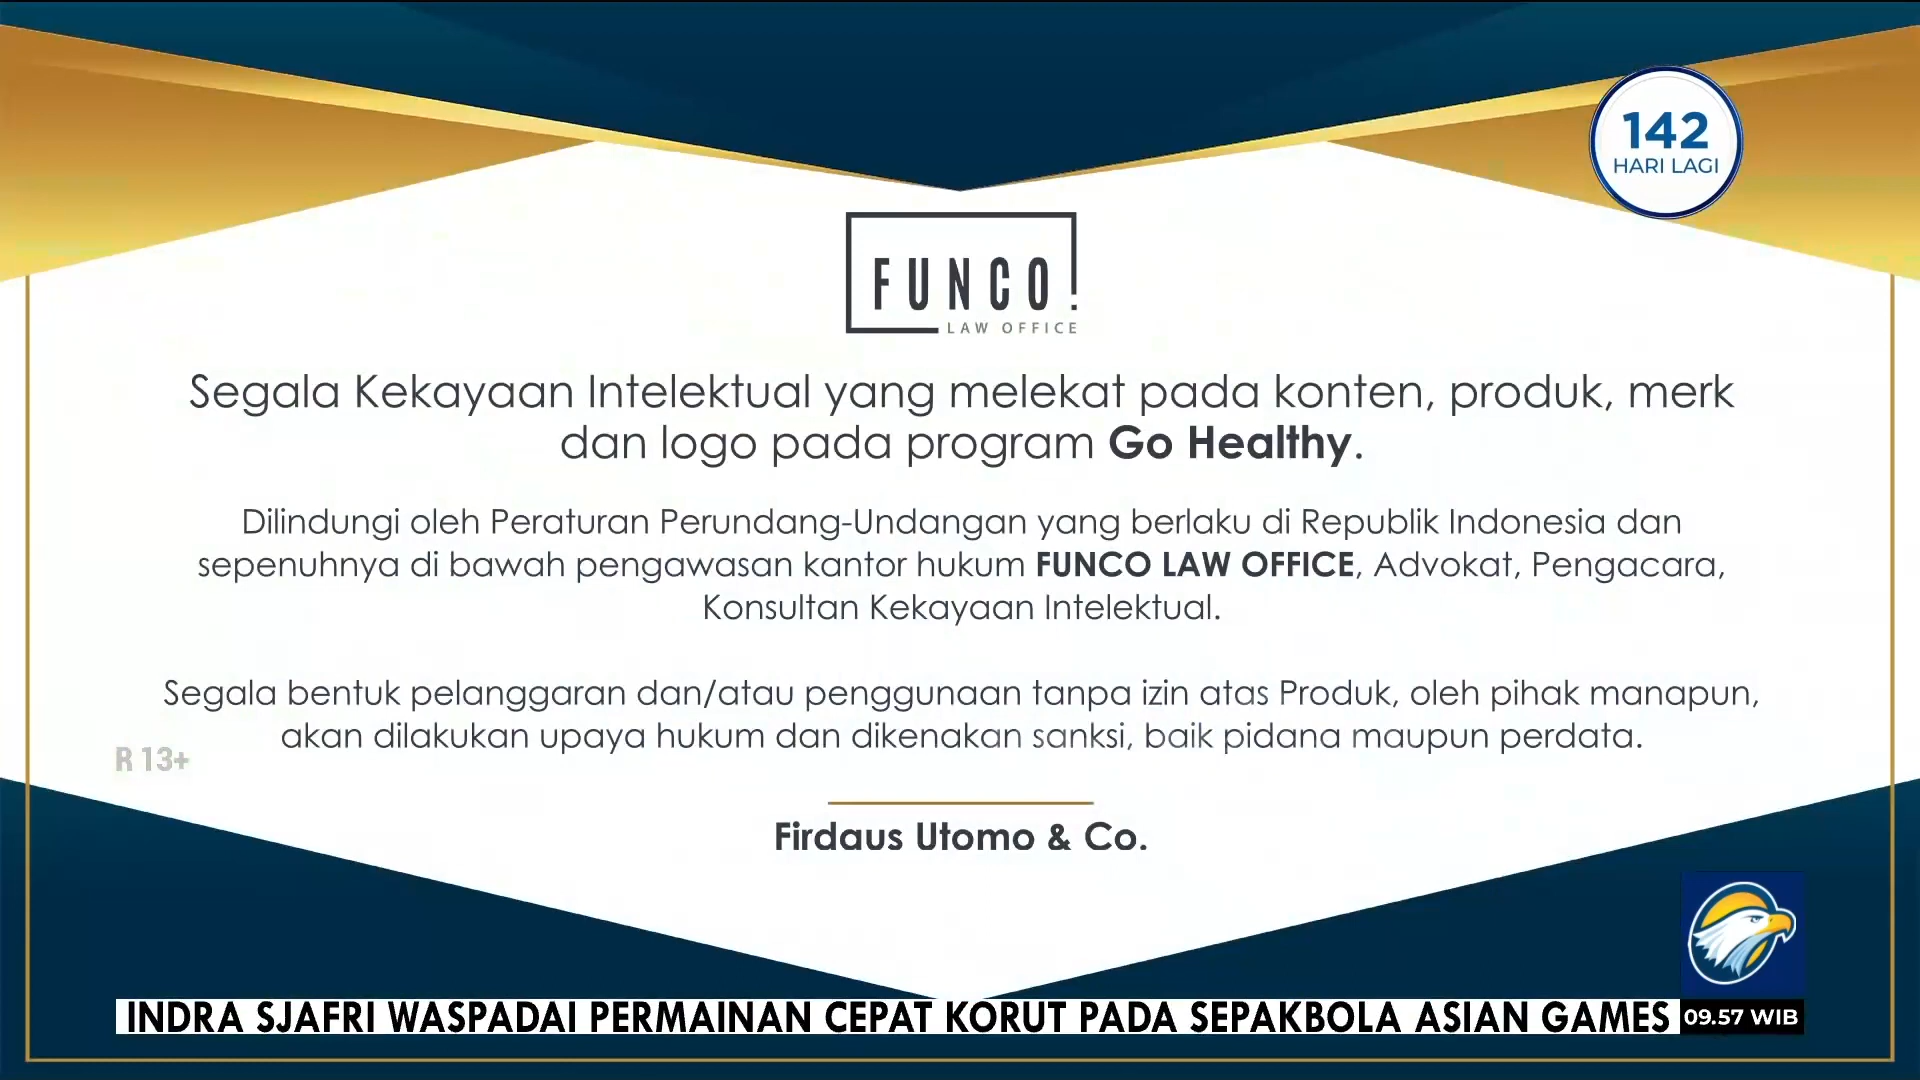 142
HARI LAGI
FUNCO!
LAW OFFICE
Segala Kekayaan Intelektual yang melekat pada konten, produk, merk
dan logo pada program Go Healthy.
Dilindungi oleh Peraturan Perundang-Undangan yang berlaku di Republik Indonesia dan
sepenuhnya di bawah pengawasan kantor hukum FUNCO LAW OFFICE, Advokat, Pengacara,
Konsultan Kekayaan Intelektual.
Segala bentuk pelanggaran dan/atau penggunaan tanpa izin atas Produk, oleh pihak manapun,
akan dilakukan upaya hukum dan dikenakan sanksi, baik pidana maupun perdata.
R 13+
Firdaus Utomo & Co.
INDRA SJAFRI WASPADAI PERMAINAN CEPAT KORUT PADA SEPAKBOLA ASIAN GAMES
09.57 WIB